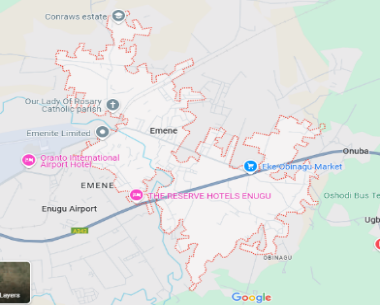 Conraws estate
Our Lady Of Rosary
Catholic parish
Emene
Emenite Limited
Onuba
Oranto International
Airport Hotel
Eke Obinagu Market
EMENE
THE RESERVE HOTELS ENUGU
Oshodi Bus Te
Enugu Airport
Ugb
OBINAGU
Layers
Google